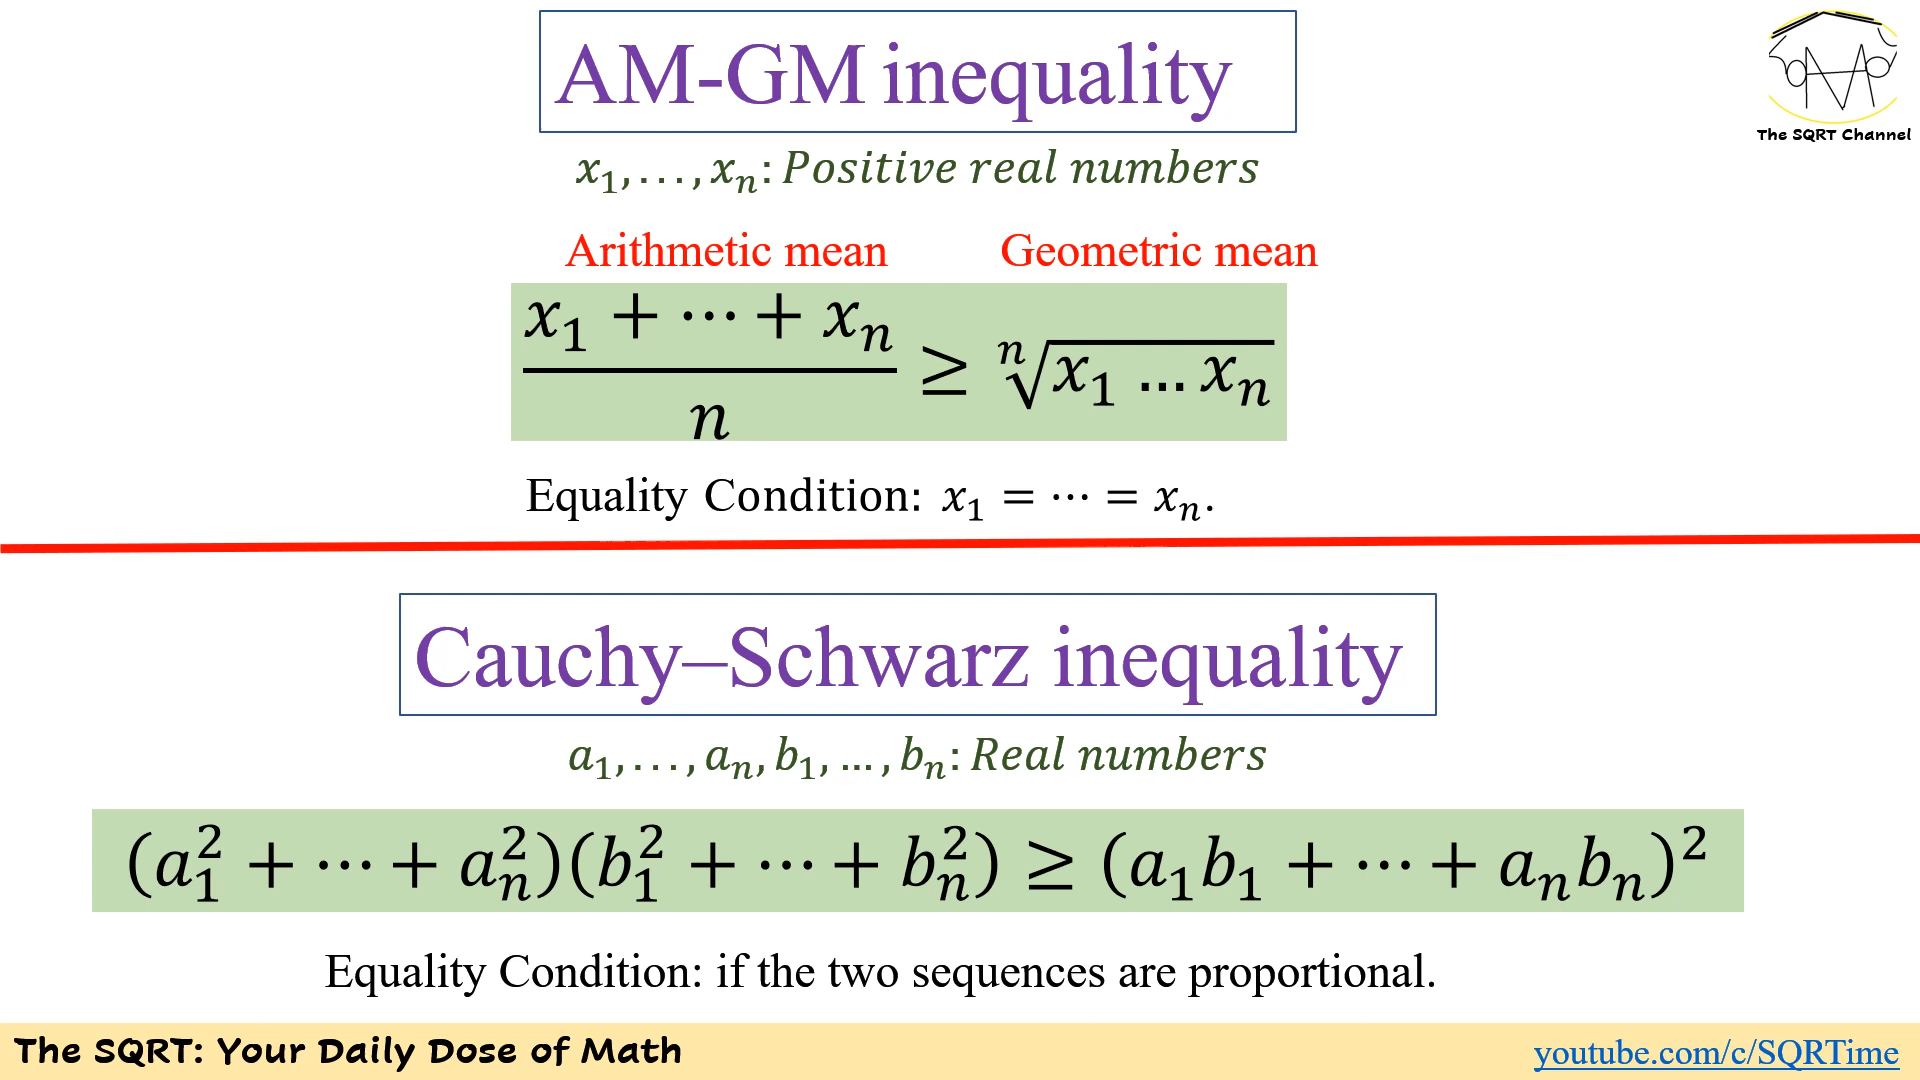 AM-GM inequality
The SQRT Channel
x₁, . . . , xₙ: Positive real numbers
Arithmetic mean Geometric mean
(x₁ + ⋯ + xₙ)/n ≥ ⁿ√(x₁ … xₙ)
Equality Condition: x₁ = ⋯ = xₙ.
Cauchy–Schwarz inequality
a₁, . . . , aₙ, b₁, … , bₙ: Real numbers
(a₁² + ⋯ + aₙ²)(b₁² + ⋯ + bₙ²) ≥ (a₁b₁ + ⋯ + aₙbₙ)²
Equality Condition: if the two sequences are proportional.
The SQRT: Your Daily Dose of Math
youtube.com/c/SQRTime